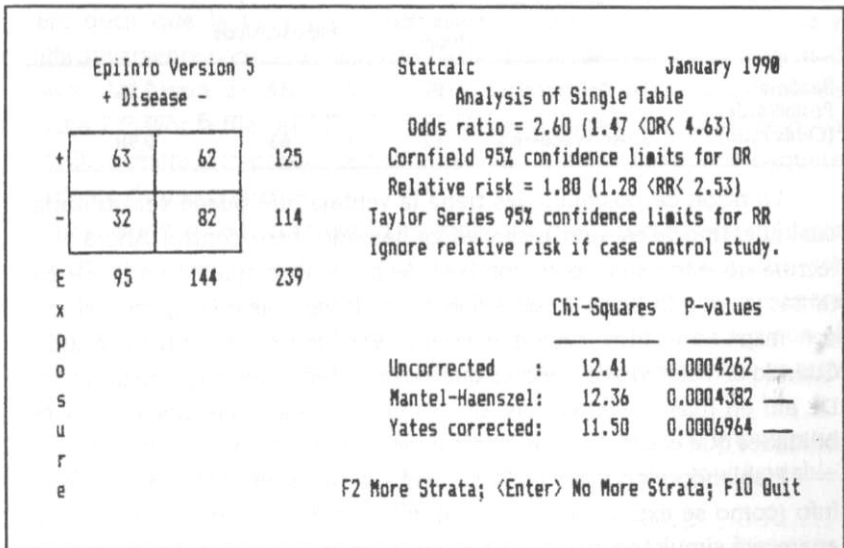 EpiInfo Version 5 Statcalc January 1990
+ Disease - Analysis of Single Table
Odds ratio = 2.60 (1.47 <OR< 4.63)
+ 63 62 125 Cornfield 95% confidence limits for OR
Relative risk = 1.80 (1.28 <RR< 2.53)
- 32 82 114 Taylor Series 95% confidence limits for RR
Ignore relative risk if case control study.
E 95 144 239
x Chi-Squares P-values
p
o Uncorrected : 12.41 0.0004262
s Mantel-Haenszel: 12.36 0.0004382
u Yates corrected: 11.50 0.0006964
r
e F2 More Strata; <Enter> No More Strata; F10 Quit